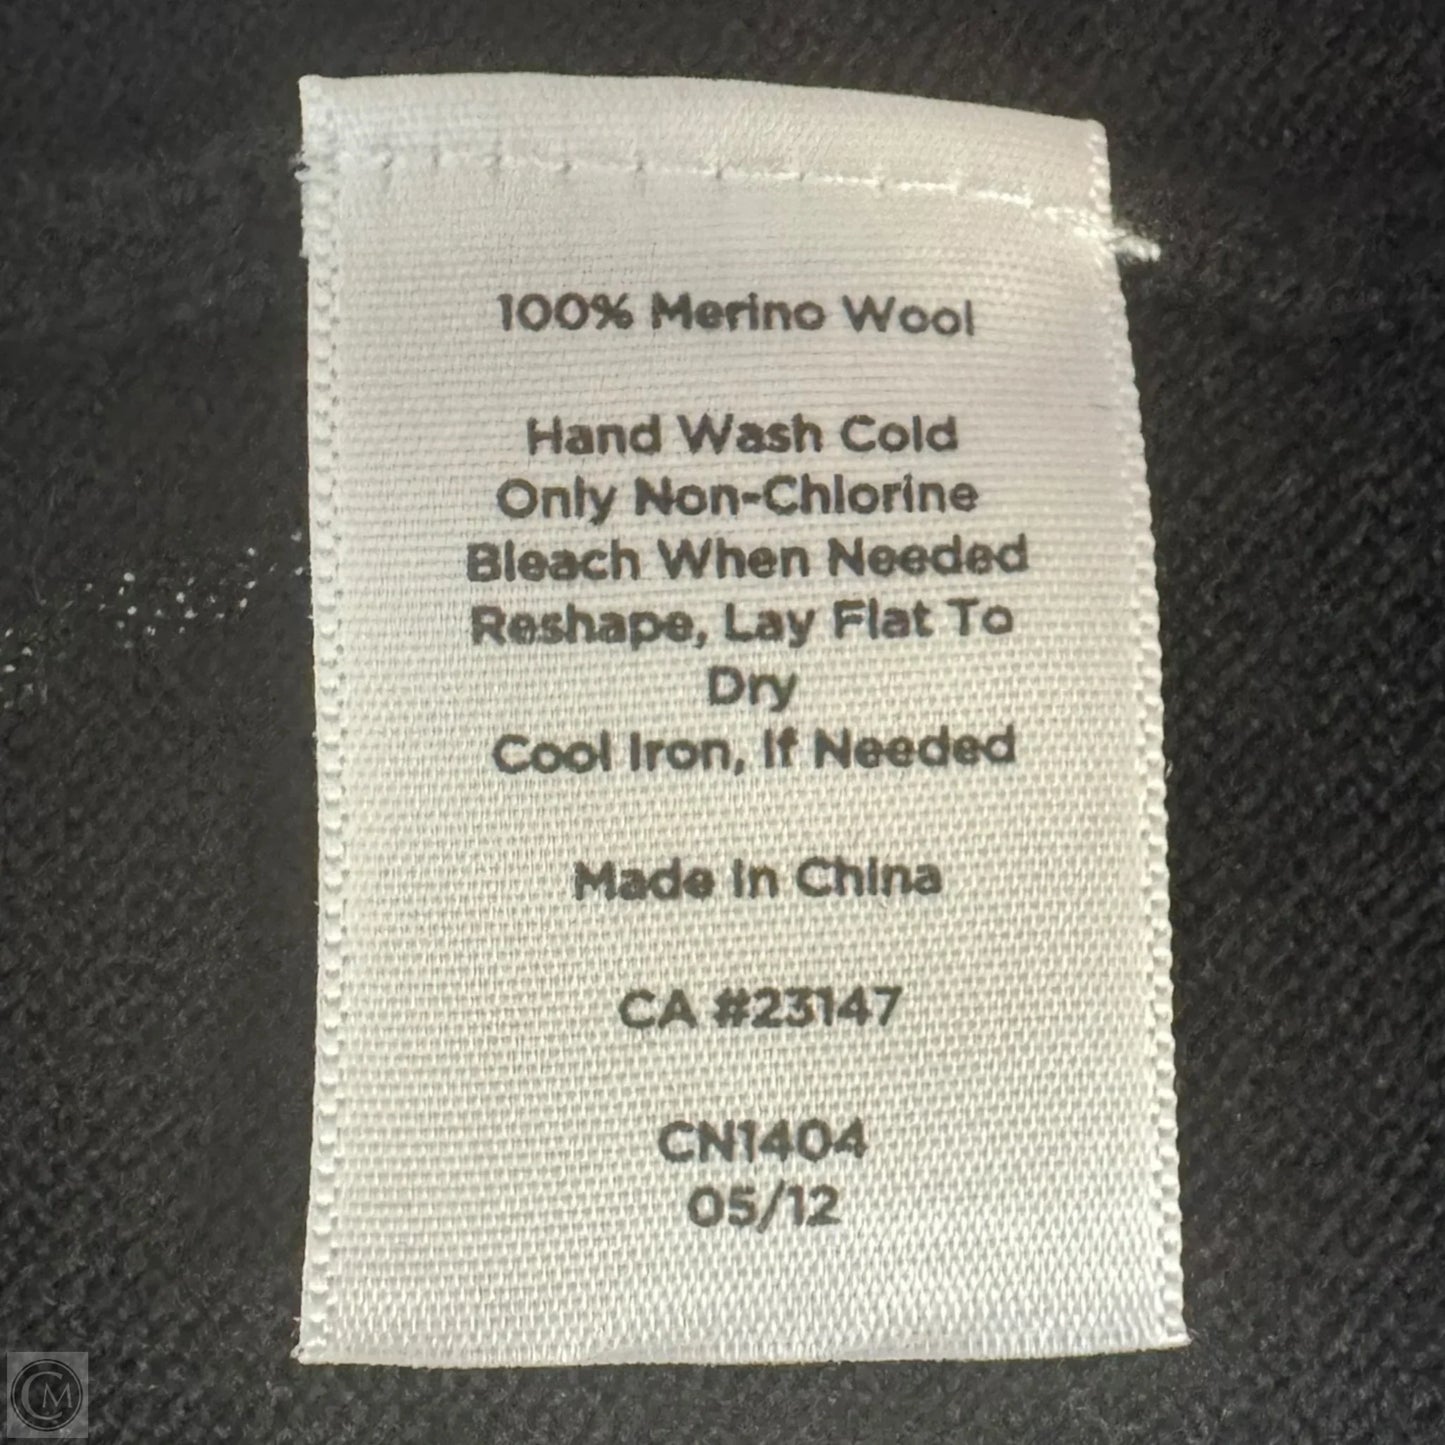 100% Merino Wool
Hand Wash Cold
Only Non-Chlorine
Bleach When Needed
Reshape, Lay Flat To
Dry
Cool Iron, If Needed
Made In China
CA #23147
CN1404
05/12
CM